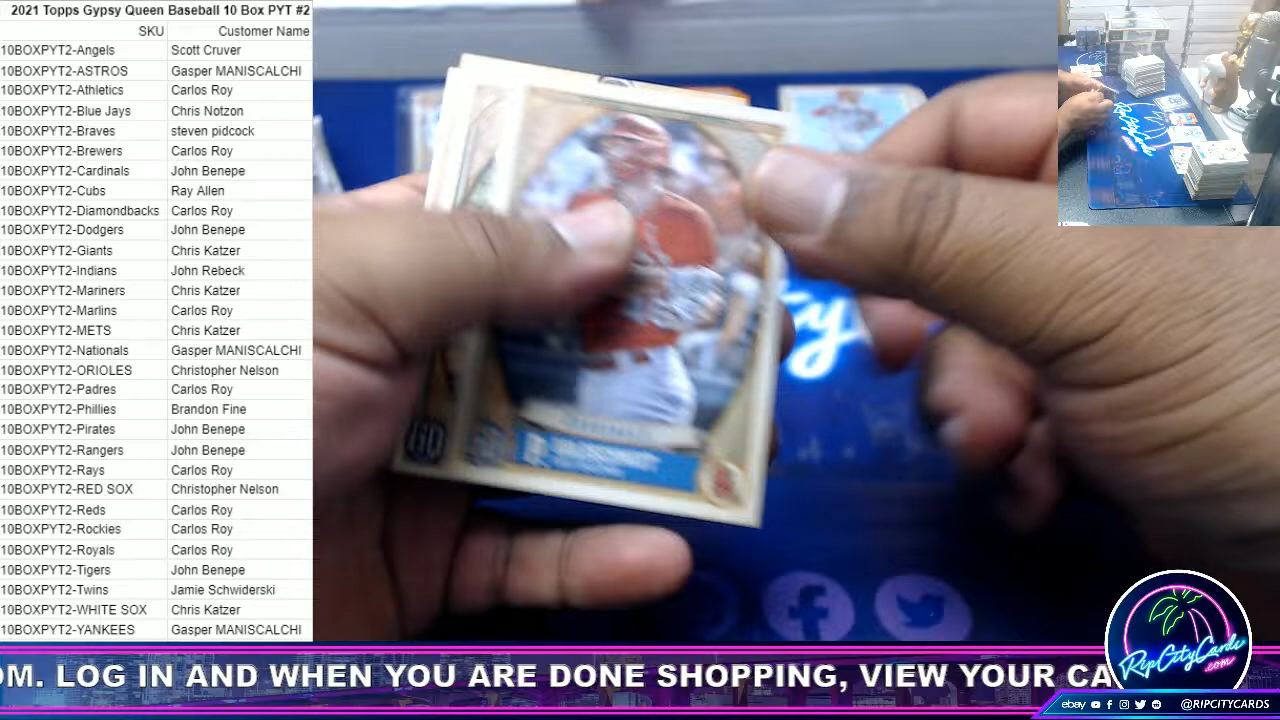 2021 Topps Gypsy Queen Baseball 10 Box PYT #2
SKU Customer Name
10BOXPYT2-Angels Scott Cruver
10BOXPYT2-ASTROS Gasper MANISCALCHI
10BOXPYT2-Athletics Carlos Roy
10BOXPYT2-Blue Jays Chris Notzon
10BOXPYT2-Braves steven pidcock
10BOXPYT2-Brewers Carlos Roy
10BOXPYT2-Cardinals John Benepe
10BOXPYT2-Cubs Ray Allen
10BOXPYT2-Diamondbacks Carlos Roy
10BOXPYT2-Dodgers John Benepe
10BOXPYT2-Giants Chris Katzer
10BOXPYT2-Indians John Rebeck
10BOXPYT2-Mariners Chris Katzer
10BOXPYT2-Marlins Carlos Roy
10BOXPYT2-METS Chris Katzer
10BOXPYT2-Nationals Gasper MANISCALCHI
10BOXPYT2-ORIOLES Christopher Nelson
10BOXPYT2-Padres Carlos Roy
10BOXPYT2-Phillies Brandon Fine
10BOXPYT2-Pirates John Benepe
10BOXPYT2-Rangers John Benepe
10BOXPYT2-Rays Carlos Roy
10BOXPYT2-RED SOX Christopher Nelson
10BOXPYT2-Reds Carlos Roy
10BOXPYT2-Rockies Carlos Roy
10BOXPYT2-Royals Carlos Roy
10BOXPYT2-Tigers John Benepe
10BOXPYT2-Twins Jamie Schwiderski
10BOXPYT2-WHITE SOX Chris Katzer
10BOXPYT2-YANKEES Gasper MANISCALCHI
OM. LOG IN AND WHEN YOU ARE DONE SHOPPING, VIEW YOUR CA
RipCityCards
.com
ebay @RIPCITYCARDS